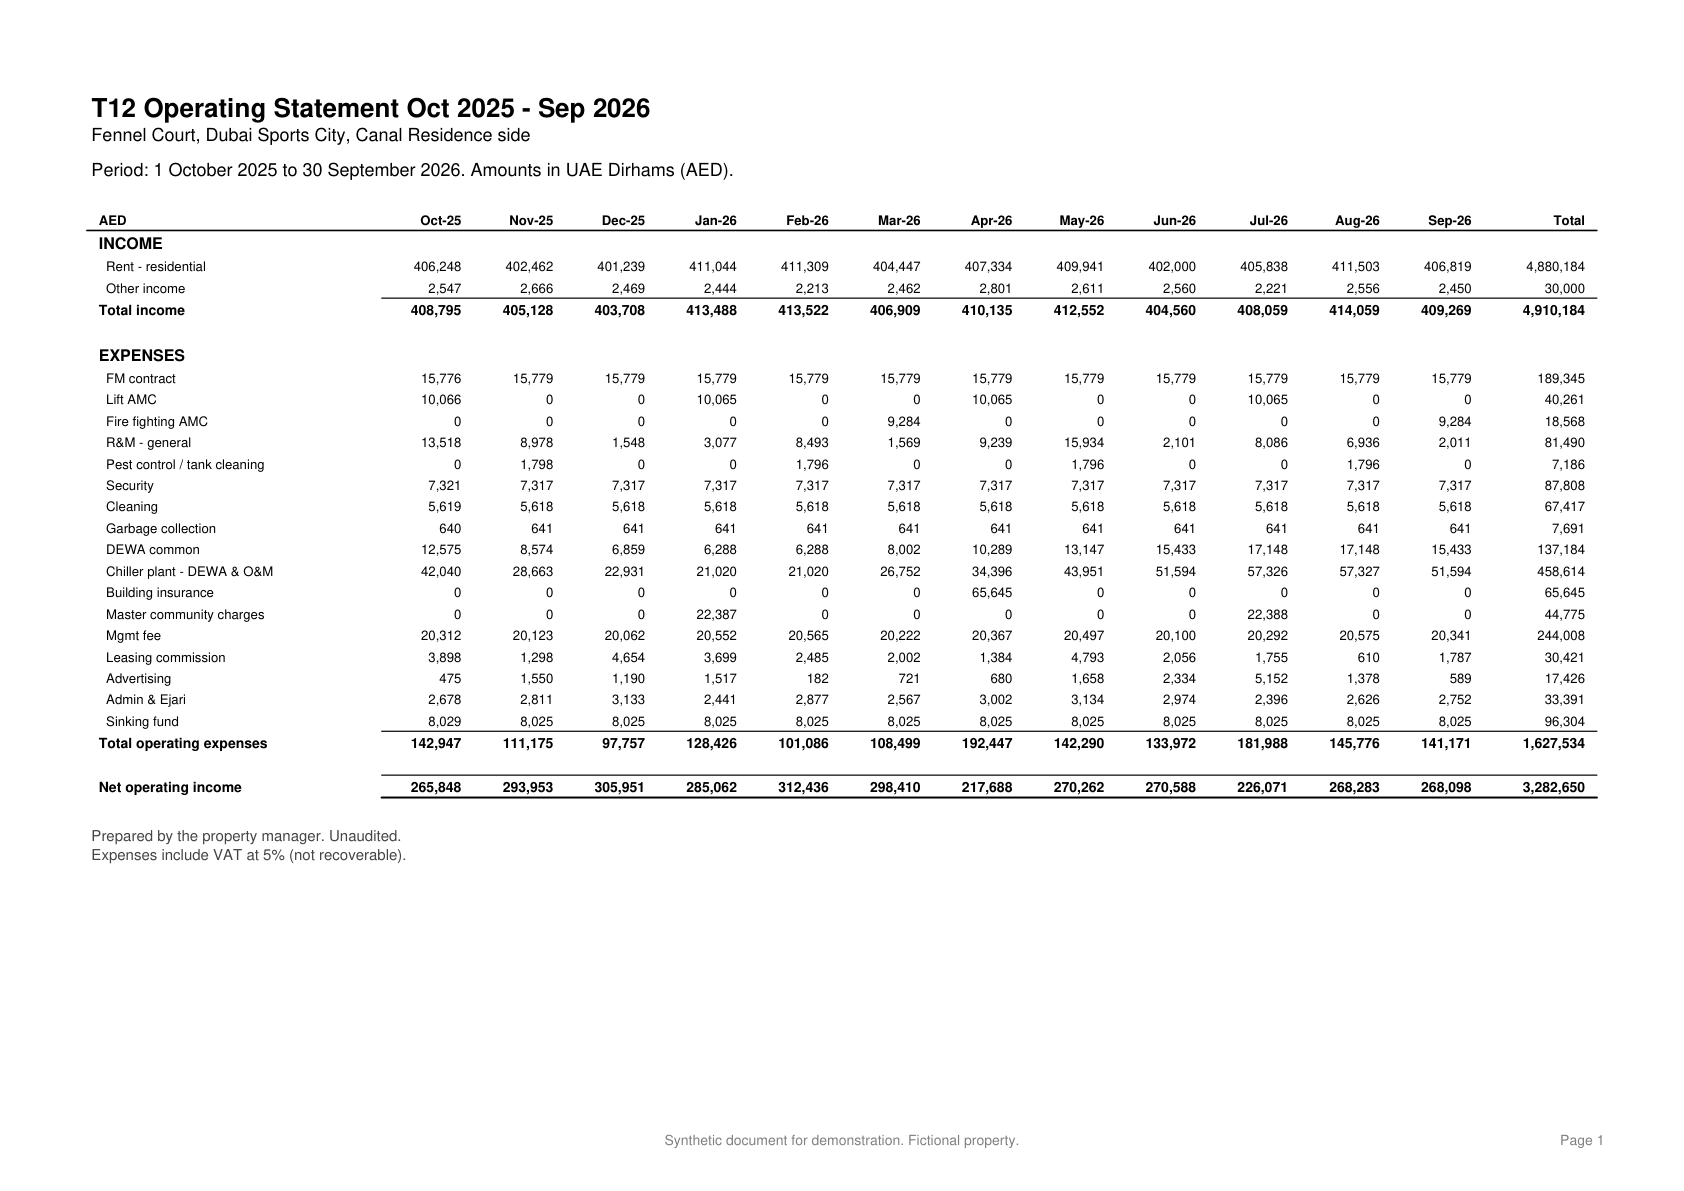 T12 Operating Statement Oct 2025 - Sep 2026
Fennel Court, Dubai Sports City, Canal Residence side
Period: 1 October 2025 to 30 September 2026. Amounts in UAE Dirhams (AED).
AED Oct-25 Nov-25 Dec-25 Jan-26 Feb-26 Mar-26 Apr-26 May-26 Jun-26 Jul-26 Aug-26 Sep-26 Total
INCOME
Rent - residential 406,248 402,462 401,239 411,044 411,309 404,447 407,334 409,941 402,000 405,838 411,503 406,819 4,880,184
Other income 2,547 2,666 2,469 2,444 2,213 2,462 2,801 2,611 2,560 2,221 2,556 2,450 30,000
Total income 408,795 405,128 403,708 413,488 413,522 406,909 410,135 412,552 404,560 408,059 414,059 409,269 4,910,184
EXPENSES
FM contract 15,776 15,779 15,779 15,779 15,779 15,779 15,779 15,779 15,779 15,779 15,779 15,779 189,345
Lift AMC 10,066 0 0 10,065 0 0 10,065 0 0 10,065 0 0 40,261
Fire fighting AMC 0 0 0 0 0 9,284 0 0 0 0 0 9,284 18,568
R&M - general 13,518 8,978 1,548 3,077 8,493 1,569 9,239 15,934 2,101 8,086 6,936 2,011 81,490
Pest control / tank cleaning 0 1,798 0 0 1,796 0 0 1,796 0 0 1,796 0 7,186
Security 7,321 7,317 7,317 7,317 7,317 7,317 7,317 7,317 7,317 7,317 7,317 7,317 87,808
Cleaning 5,619 5,618 5,618 5,618 5,618 5,618 5,618 5,618 5,618 5,618 5,618 5,618 67,417
Garbage collection 640 641 641 641 641 641 641 641 641 641 641 641 7,691
DEWA common 12,575 8,574 6,859 6,288 6,288 8,002 10,289 13,147 15,433 17,148 17,148 15,433 137,184
Chiller plant - DEWA & O&M 42,040 28,663 22,931 21,020 21,020 26,752 34,396 43,951 51,594 57,326 57,327 51,594 458,614
Building insurance 0 0 0 0 0 0 65,645 0 0 0 0 0 65,645
Master community charges 0 0 0 22,387 0 0 0 0 0 22,388 0 0 44,775
Mgmt fee 20,312 20,123 20,062 20,552 20,565 20,222 20,367 20,497 20,100 20,292 20,575 20,341 244,008
Leasing commission 3,898 1,298 4,654 3,699 2,485 2,002 1,384 4,793 2,056 1,755 610 1,787 30,421
Advertising 475 1,550 1,190 1,517 182 721 680 1,658 2,334 5,152 1,378 589 17,426
Admin & Ejari 2,678 2,811 3,133 2,441 2,877 2,567 3,002 3,134 2,974 2,396 2,626 2,752 33,391
Sinking fund 8,029 8,025 8,025 8,025 8,025 8,025 8,025 8,025 8,025 8,025 8,025 8,025 96,304
Total operating expenses 142,947 111,175 97,757 128,426 101,086 108,499 192,447 142,290 133,972 181,988 145,776 141,171 1,627,534
Net operating income 265,848 293,953 305,951 285,062 312,436 298,410 217,688 270,262 270,588 226,071 268,283 268,098 3,282,650
Prepared by the property manager. Unaudited.
Expenses include VAT at 5% (not recoverable).
Synthetic document for demonstration. Fictional property. Page 1